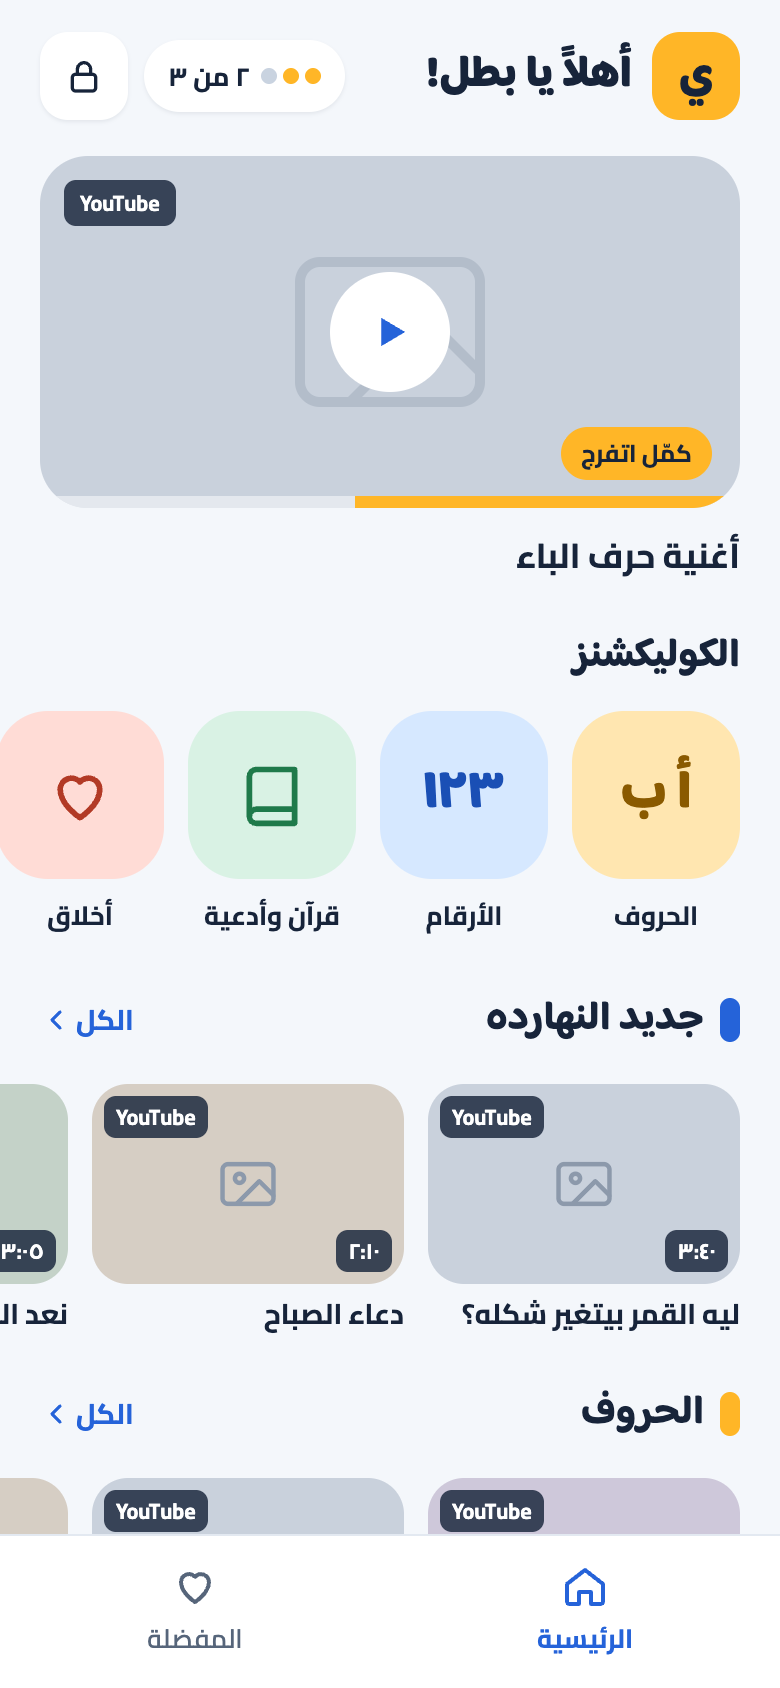 ي
أهلاً يا بطل!
٢ من ٣
YouTube
كمّل اتفرج
أغنية حرف الباء
الكوليكشنز
أ ب
١٢٣
الحروف
الأرقام
قرآن وأدعية
أخلاق
جديد النهارده
الكل
YouTube
YouTube
٣:٤٠
٢:١٠
٣:٠٥
ليه القمر بيتغير شكله؟
دعاء الصباح
نعد
الحروف
الكل
YouTube
YouTube
الرئيسية
المفضلة